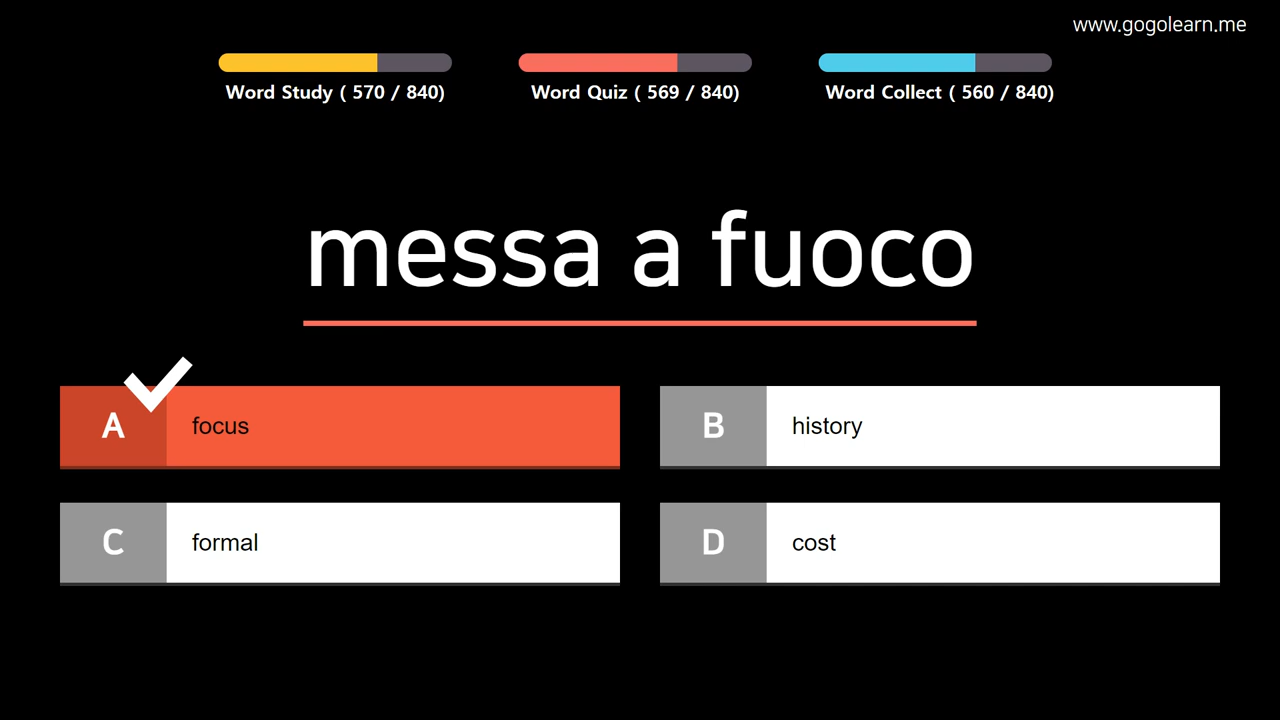 www.gogolearn.me
Word Study ( 570 / 840)
Word Quiz ( 569 / 840)
Word Collect ( 560 / 840)
messa a fuoco
A focus
B history
C formal
D cost